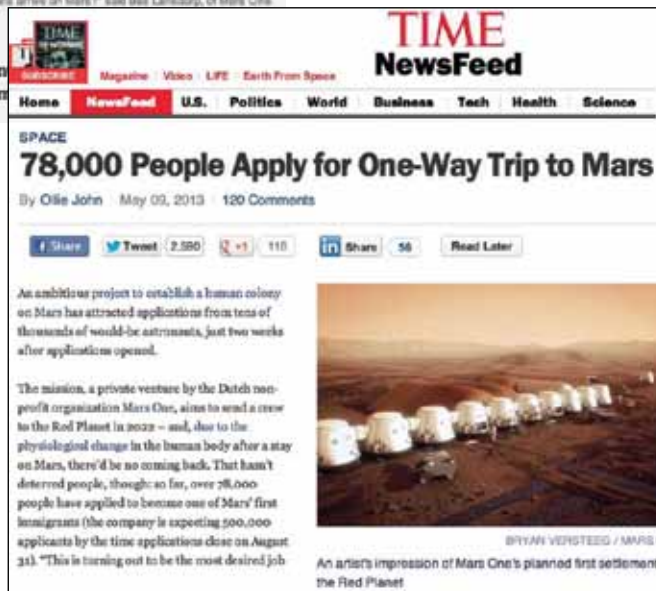 said Bas Lansdorp, of Mars One.
TIME
SUBSCRIBE
Magazine Video LIFE Earth From Space
TIME
NewsFeed
Home NewsFeed U.S. Politics World Business Tech Health Science
SPACE
78,000 People Apply for One-Way Trip to Mars
By Ollie John May 09, 2013 120 Comments
f Share Tweet 2,590 +1 in Share 56 Read Later
An ambitious project to establish a human colony
on Mars has attracted applications from tens of
thousands of would-be astronauts, just two weeks
after applications opened.
The mission, a private venture by the Dutch non-
profit organization Mars One, aims to send a crew
to the Red Planet in 2022 – and, due to the
physiological change in the human body after a stay
on Mars, there'd be no coming back. That hasn't
deterred people, though: so far, over 78,000
people have applied to become one of Mars' first
immigrants (the company is expecting 500,000
applicants by the time applications close on August
31). "This is turning out to be the most desired job
BRYAN VERSTEEG / MARS
An artist's impression of Mars One's planned first settlement
the Red Planet